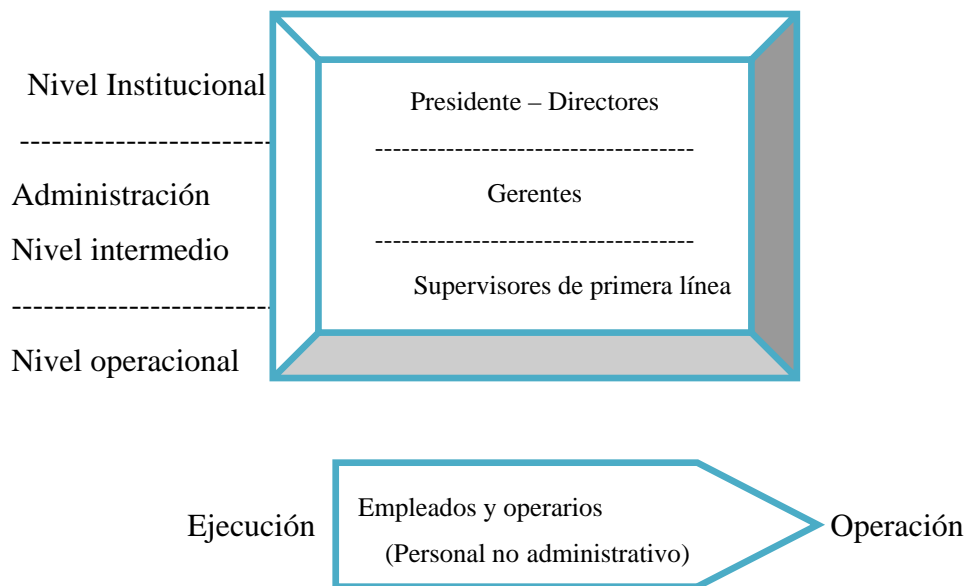 Nivel Institucional
Presidente – Directores
------------------------
------------------------------------
Administración
Gerentes
Nivel intermedio
------------------------------------
Supervisores de primera línea
-------------------------
Nivel operacional
Empleados y operarios
Ejecución
Operación
(Personal no administrativo)